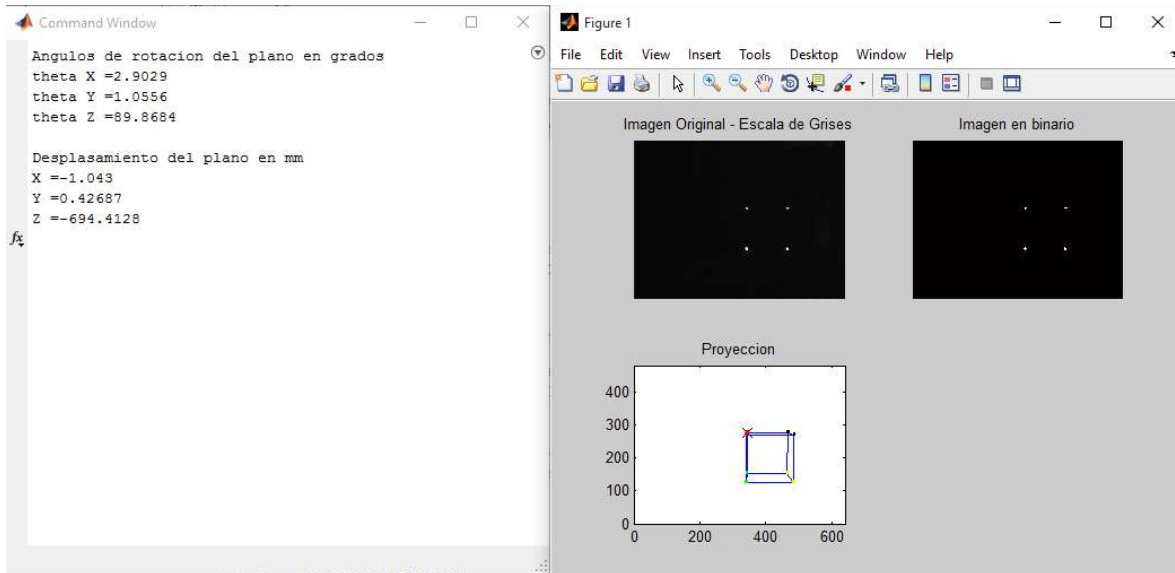 Command Window
Angulos de rotacion del plano en grados
theta X =2.9029
theta Y =1.0556
theta Z =89.8684
Desplasamiento del plano en mm
X =-1.043
Y =0.42687
Z =-694.4128
fx
Figure 1
File Edit View Insert Tools Desktop Window Help
Imagen Original - Escala de Grises
Imagen en binario
Proyeccion
400
300
200
100
0
0 200 400 600